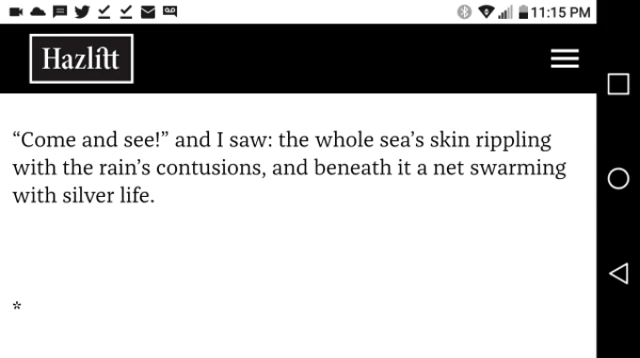 11:15 PM
Hazlitt
“Come and see!” and I saw: the whole sea’s skin rippling
with the rain’s contusions, and beneath it a net swarming
with silver life.
*